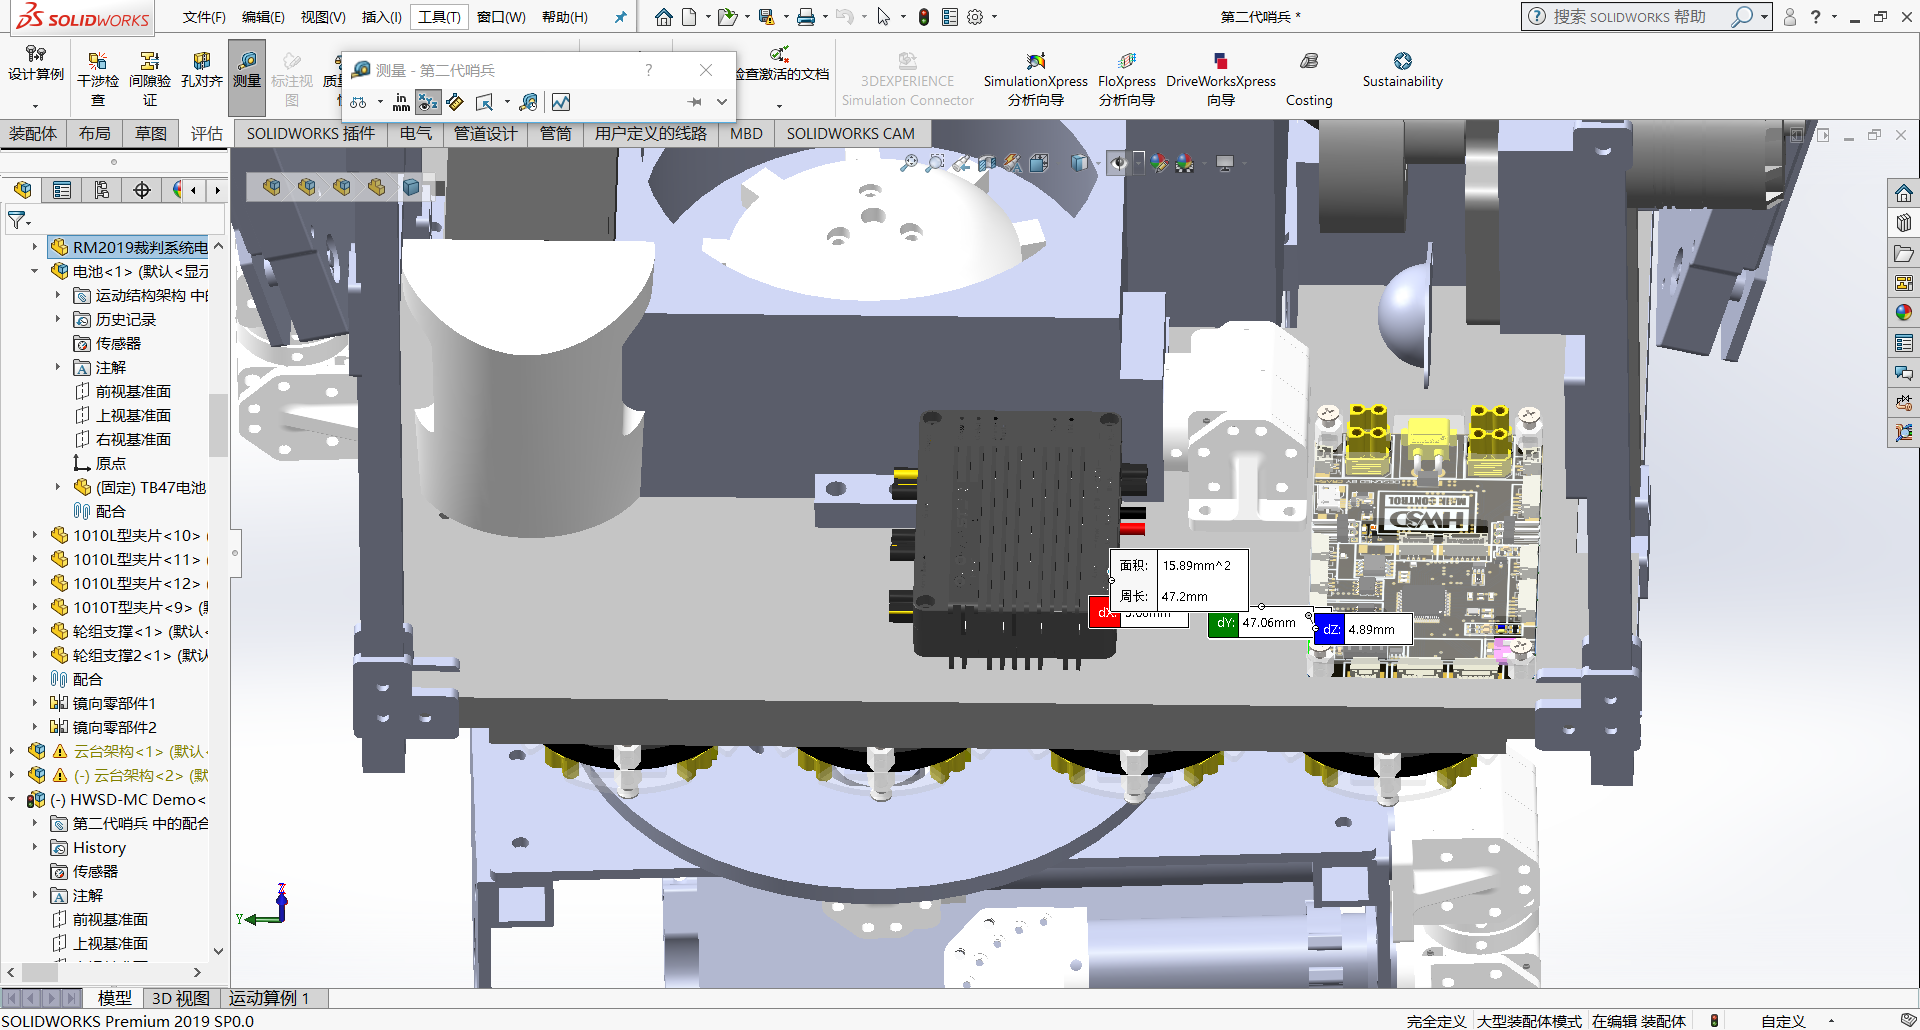 SOLIDWORKS
文件(F) 编辑(E) 视图(V) 插入(I) 工具(T) 窗口(W) 帮助(H)
第二代哨兵 *
搜索 SOLIDWORKS 帮助
设计算例
干涉检查
间隙验证
孔对齐
测量
标注视图
测量 - 第二代哨兵
in
mm
检查激活的文档
3DEXPERIENCE
Simulation Connector
SimulationXpress
分析向导
FloXpress
分析向导
DriveWorksXpress
向导
Costing
Sustainability
装配体 布局 草图 评估 SOLIDWORKS 插件 电气 管道设计 管筒 用户定义的线路 MBD SOLIDWORKS CAM
RM2019裁判系统电
电池<1> (默认<显示
运动结构架构 中的
历史记录
传感器
注解
前视基准面
上视基准面
右视基准面
原点
(固定) TB47电池
配合
1010L型夹片<10> (
1010L型夹片<11> (
1010L型夹片<12> (
1010T型夹片<9> (
轮组支撑<1> (默认<
轮组支撑2<1> (默认
配合
镜向零部件1
镜向零部件2
云台架构<1> (默认<
(-) 云台架构<2> (默
(-) HWSD-MC Demo<
第二代哨兵 中的配合
History
传感器
注解
前视基准面
上视基准面
面积: 15.89mm^2
周长: 47.2mm
dX:
dY: 47.06mm
dZ: 4.89mm
MAIN CONTROL
HWSD
Z
Y
模型 3D 视图 运动算例 1
SOLIDWORKS Premium 2019 SP0.0
完全定义 大型装配体模式 在编辑 装配体 自定义